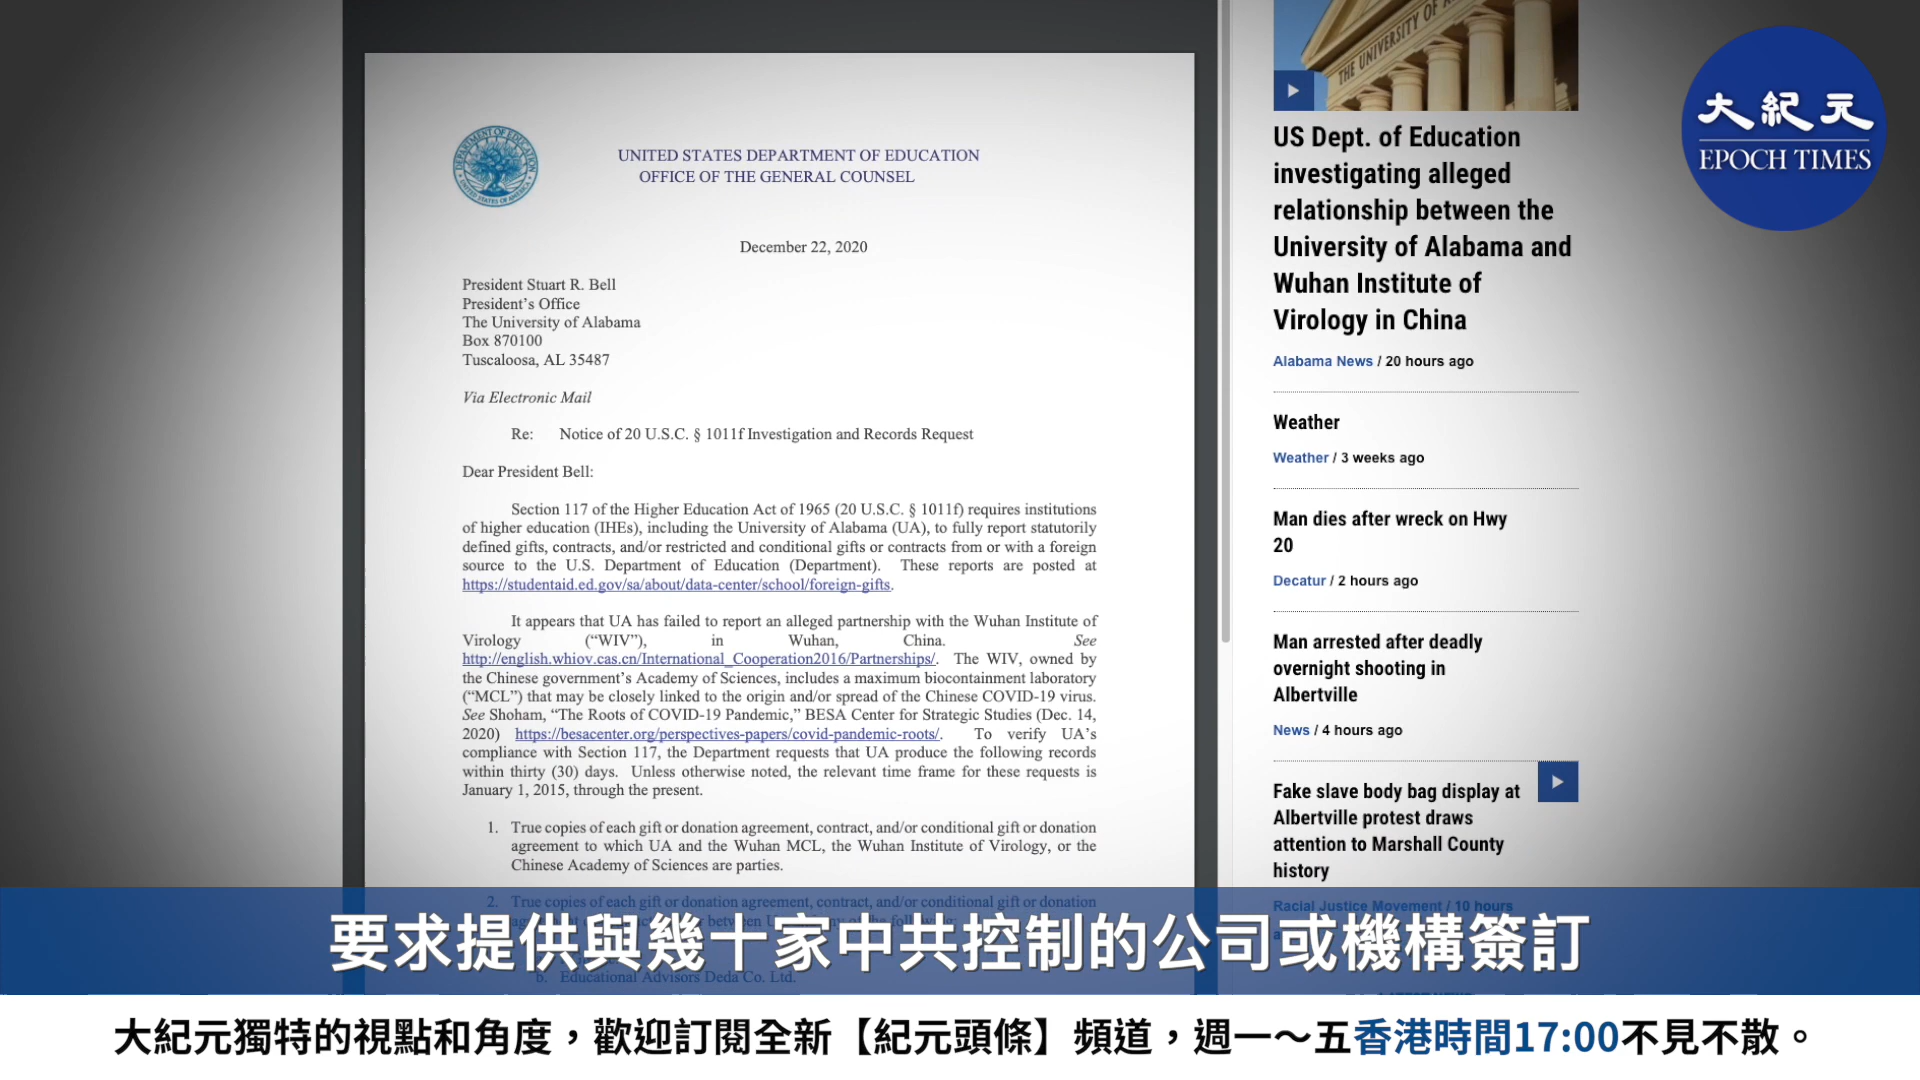 DEPARTMENT OF EDUCATION
UNITED STATES OF AMERICA
UNITED STATES DEPARTMENT OF EDUCATION
OFFICE OF THE GENERAL COUNSEL
December 22, 2020
President Stuart R. Bell
President’s Office
The University of Alabama
Box 870100
Tuscaloosa, AL 35487
Via Electronic Mail
Re: Notice of 20 U.S.C. § 1011f Investigation and Records Request
Dear President Bell:
Section 117 of the Higher Education Act of 1965 (20 U.S.C. § 1011f) requires institutions
of higher education (IHEs), including the University of Alabama (UA), to fully report statutorily
defined gifts, contracts, and/or restricted and conditional gifts or contracts from or with a foreign
source to the U.S. Department of Education (Department). These reports are posted at
https://studentaid.ed.gov/sa/about/data-center/school/foreign-gifts.
It appears that UA has failed to report an alleged partnership with the Wuhan Institute of
Virology (“WIV”), in Wuhan, China. See
http://english.whiov.cas.cn/International_Cooperation2016/Partnerships/. The WIV, owned by
the Chinese government’s Academy of Sciences, includes a maximum biocontainment laboratory
(“MCL”) that may be closely linked to the origin and/or spread of the Chinese COVID-19 virus.
See Shoham, “The Roots of COVID-19 Pandemic,” BESA Center for Strategic Studies (Dec. 14,
2020) https://besacenter.org/perspectives-papers/covid-pandemic-roots/. To verify UA’s
compliance with Section 117, the Department requests that UA produce the following records
within thirty (30) days. Unless otherwise noted, the relevant time frame for these requests is
January 1, 2015, through the present.
1. True copies of each gift or donation agreement, contract, and/or conditional gift or donation
agreement to which UA and the Wuhan MCL, the Wuhan Institute of Virology, or the
Chinese Academy of Sciences are parties.
2. True copies of each gift or donation agreement, contract, and/or conditional gift or donation
b. Educational Advisors Deda Co. Ltd.
THE UNIVERSITY OF
US Dept. of Education
investigating alleged
relationship between the
University of Alabama and
Wuhan Institute of
Virology in China
Alabama News / 20 hours ago
Weather
Weather / 3 weeks ago
Man dies after wreck on Hwy
20
Decatur / 2 hours ago
Man arrested after deadly
overnight shooting in
Albertville
News / 4 hours ago
Fake slave body bag display at
Albertville protest draws
attention to Marshall County
history
Racial Justice Movement / 10 hours
大紀元
EPOCH TIMES
要求提供與幾十家中共控制的公司或機構簽訂
大紀元獨特的視點和角度，歡迎訂閱全新【紀元頭條】頻道，週一～五香港時間17:00不見不散。